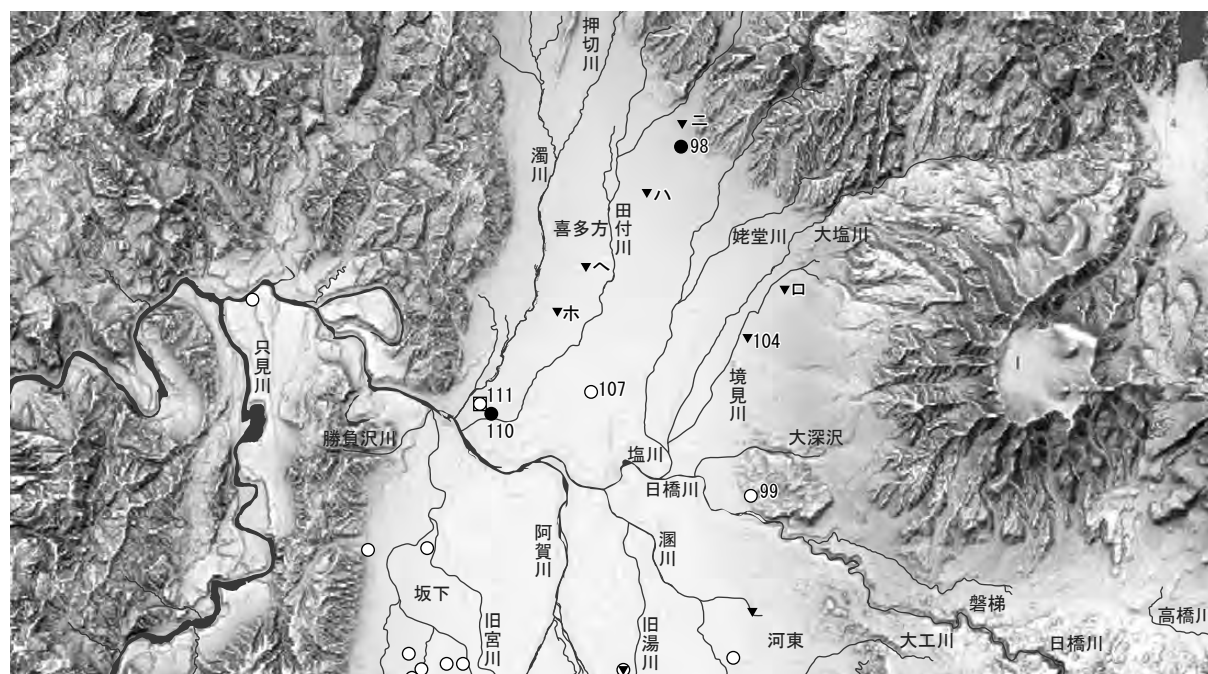 押切川
ニ
98
濁川
ハ
田付川
喜多方
姥堂川
大塩川
ヘ
ロ
ホ
104
只見川
境見川
107
111
110
勝負沢川
大深沢
塩川
日橋川
99
阿賀川
溷川
坂下
磐梯
高橋川
旧宮川
旧湯川
河東
大工川
日橋川